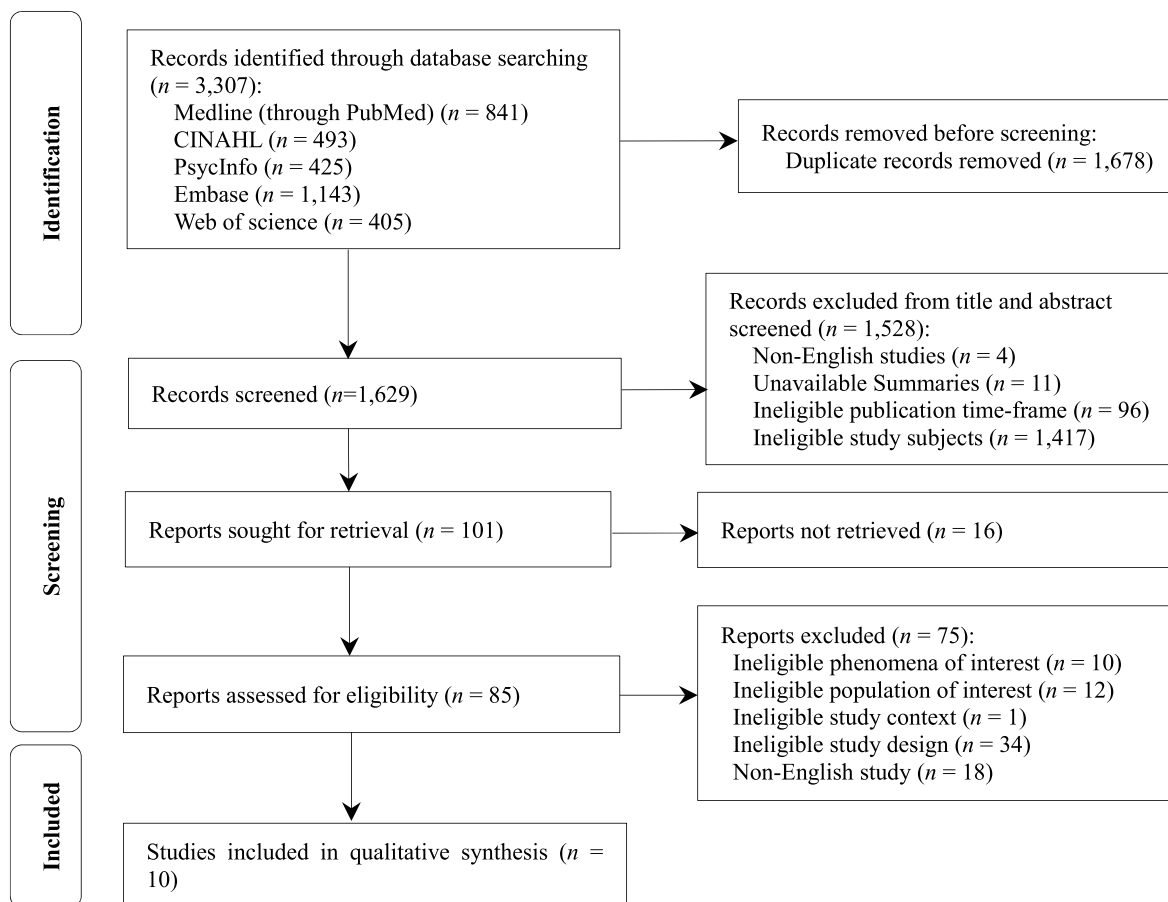 Identification
Records identified through database searching
(n = 3,307):
Medline (through PubMed) (n = 841)
CINAHL (n = 493)
PsycInfo (n = 425)
Embase (n = 1,143)
Web of science (n = 405)
Records removed before screening:
Duplicate records removed (n = 1,678)
Records excluded from title and abstract
screened (n = 1,528):
Non-English studies (n = 4)
Unavailable Summaries (n = 11)
Ineligible publication time-frame (n = 96)
Ineligible study subjects (n = 1,417)
Screening
Records screened (n=1,629)
Reports sought for retrieval (n = 101)
Reports not retrieved (n = 16)
Reports assessed for eligibility (n = 85)
Reports excluded (n = 75):
Ineligible phenomena of interest (n = 10)
Ineligible population of interest (n = 12)
Ineligible study context (n = 1)
Ineligible study design (n = 34)
Non-English study (n = 18)
Included
Studies included in qualitative synthesis (n =
10)